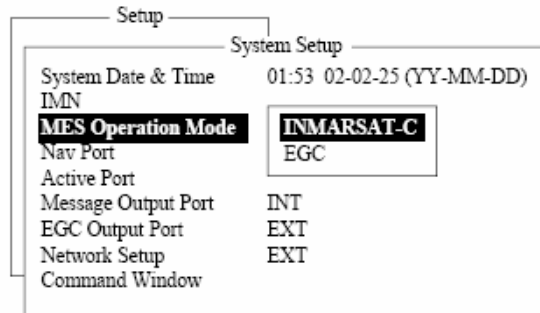 Setup
System Setup
System Date & Time 01:53 02-02-25 (YY-MM-DD)
IMN
MES Operation Mode INMARSAT-C
Nav Port EGC
Active Port
Message Output Port INT
EGC Output Port EXT
Network Setup EXT
Command Window